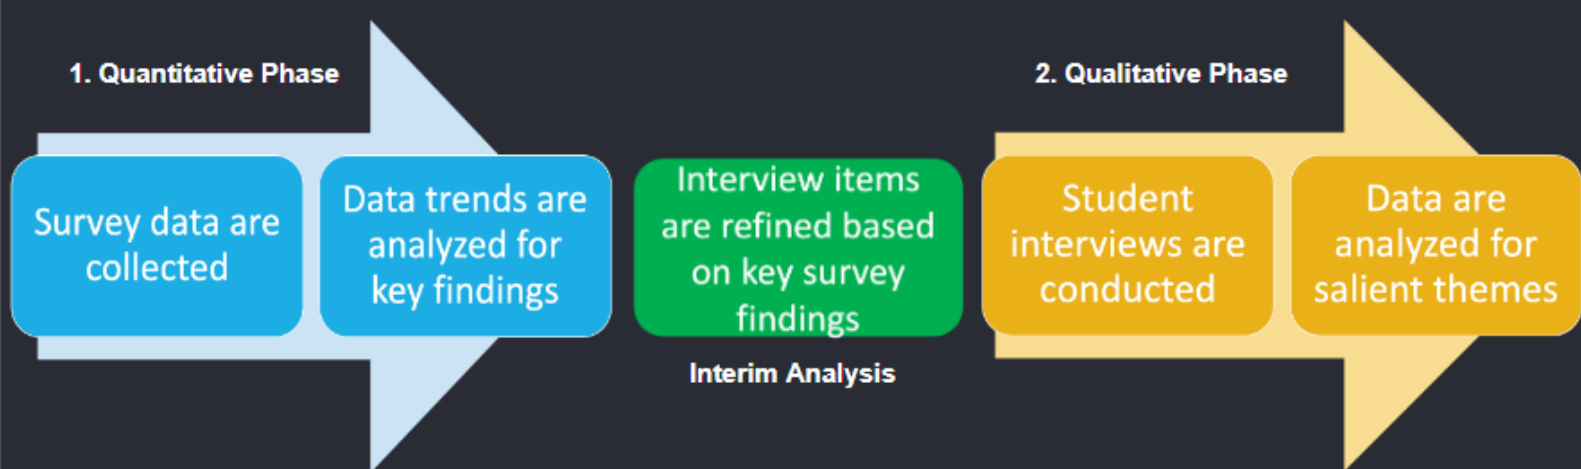 1. Quantitative Phase
Survey data are
collected
Data trends are
analyzed for
key findings
Interview items
are refined based
on key survey
findings
Interim Analysis
2. Qualitative Phase
Student
interviews are
conducted
Data are
analyzed for
salient themes